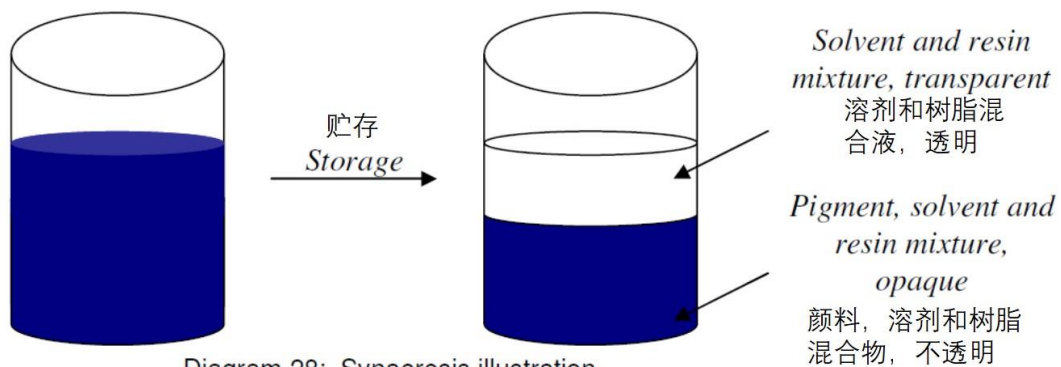 贮存
Storage
Solvent and resin
mixture, transparent
溶剂和树脂混
合液，透明
Pigment, solvent and
resin mixture,
opaque
颜料，溶剂和树脂
混合物，不透明
Diagram 28: Synaeresis illustration